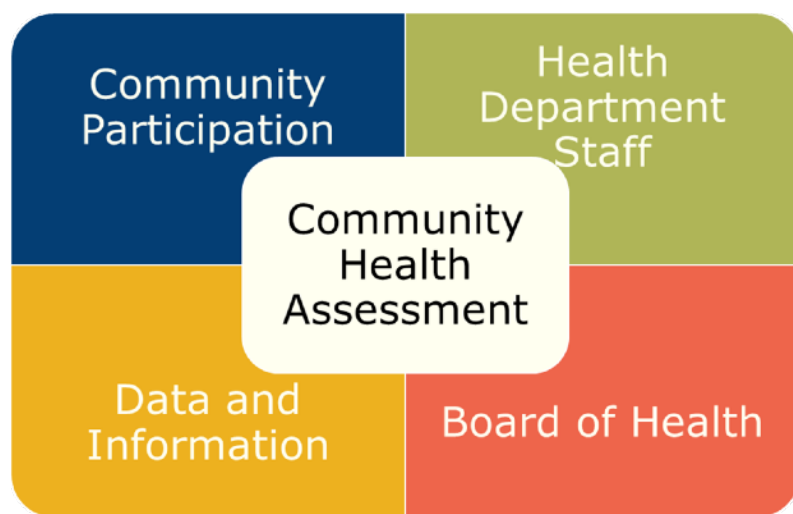 Community
Participation
Health
Department
Staff
Community
Health
Assessment
Data and
Information
Board of Health